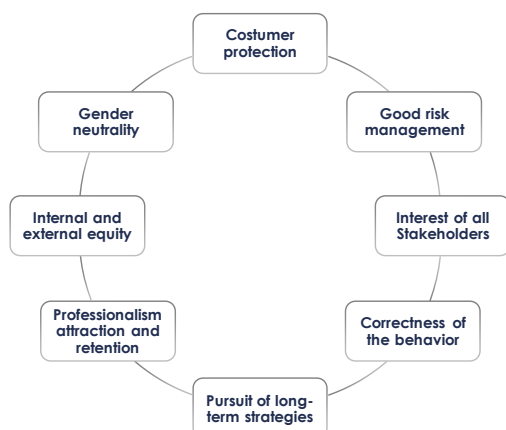 Costumer
protection
Good risk
management
Interest of all
Stakeholders
Correctness of
the behavior
Pursuit of long-
term strategies
Professionalism
attraction and
retention
Internal and
external equity
Gender
neutrality